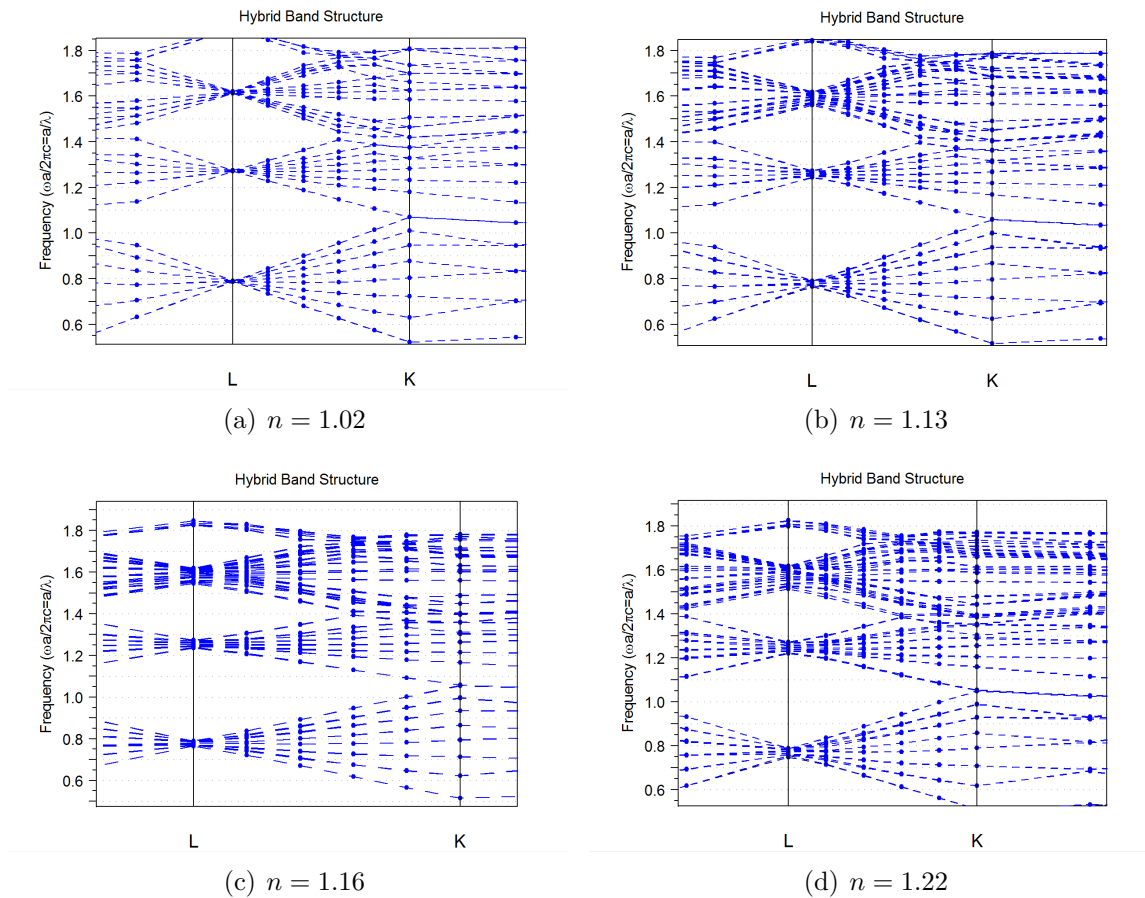 Hybrid Band Structure
Frequency (ωa/2πc=a/λ)
1.8
1.6
1.4
1.2
1.0
0.8
0.6
L K
(a) n = 1.02
Hybrid Band Structure
Frequency (ωa/2πc=a/λ)
1.8
1.6
1.4
1.2
1.0
0.8
0.6
L K
(b) n = 1.13
Hybrid Band Structure
Frequency (ωa/2πc=a/λ)
1.8
1.6
1.4
1.2
1.0
0.8
0.6
L K
(c) n = 1.16
Hybrid Band Structure
Frequency (ωa/2πc=a/λ)
1.8
1.6
1.4
1.2
1.0
0.8
0.6
L K
(d) n = 1.22